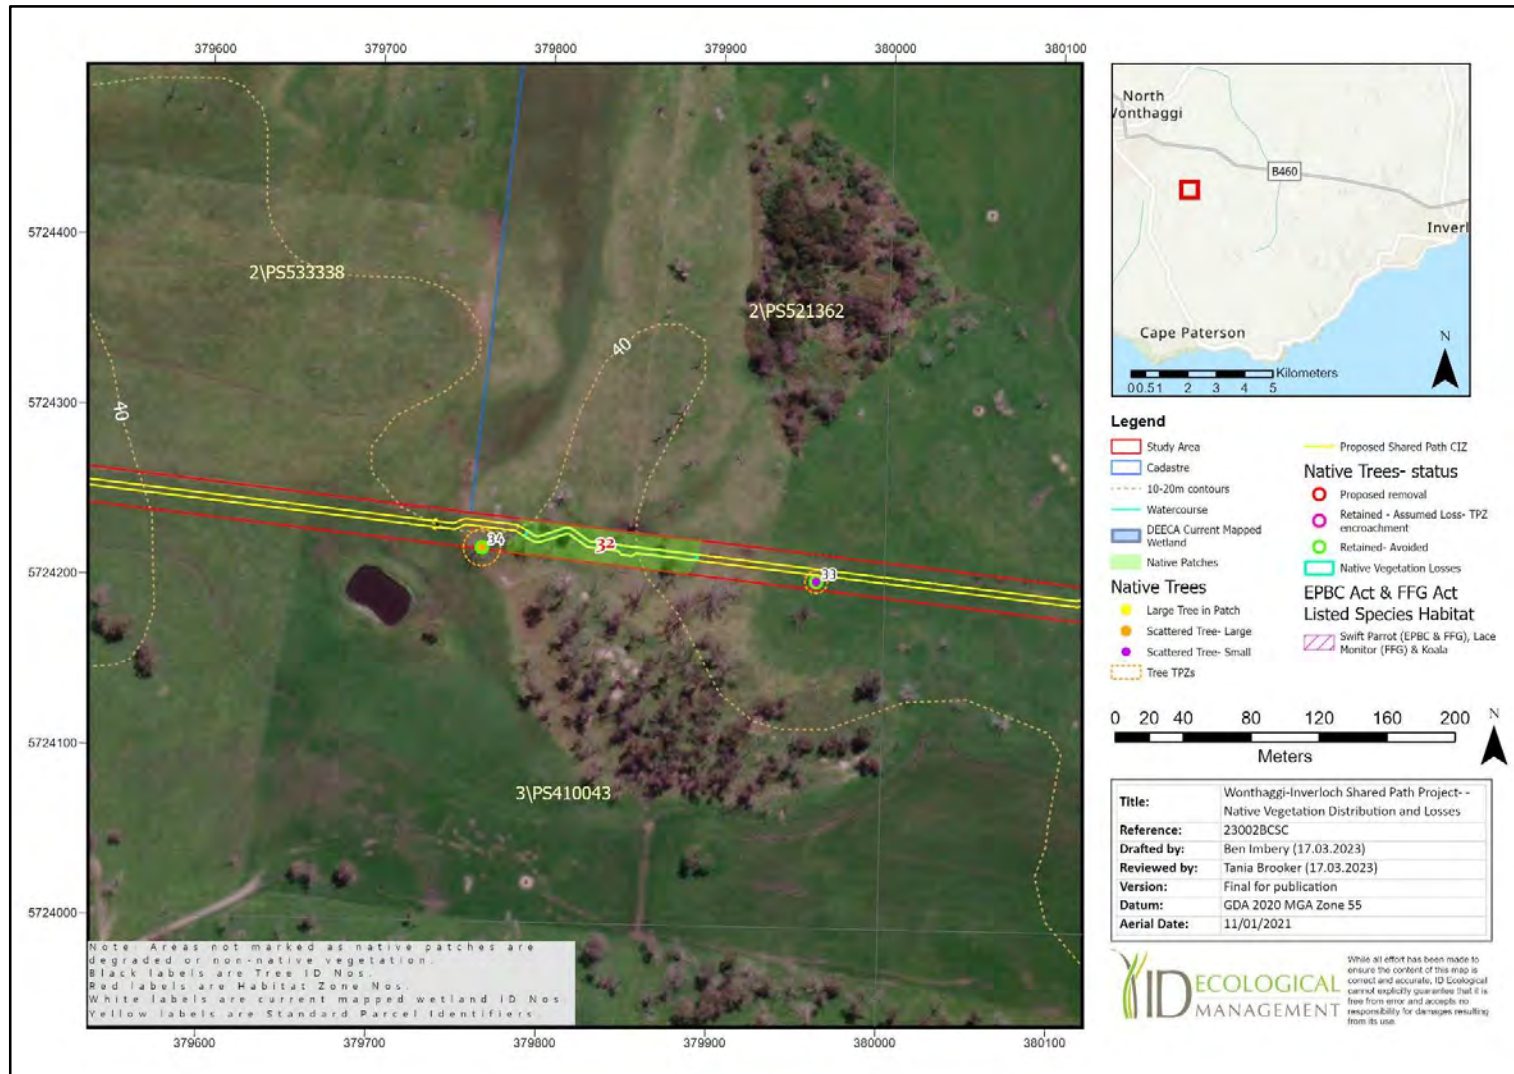 379600
379700
379800
379900
380000
380100
5724400
5724300
5724200
5724100
5724000
2\PS533338
2\PS521362
3\PS410043
40
40
34
32
33
Note: Areas not marked as native patches are
degraded or non-native vegetation.
Black labels are Tree ID Nos.
Red labels are Habitat Zone Nos.
White labels are current mapped wetland ID Nos
Yellow labels are Standard Parcel Identifiers
379600
379700
379800
379900
380000
380100
North
Wonthaggi
B460
Inverl
Cape Paterson
N
0 0.5 1 2 3 4 5 Kilometers
Legend
Study Area
Cadastre
10-20m contours
Watercourse
DEECA Current Mapped
Wetland
Native Patches
Native Trees
Large Tree in Patch
Scattered Tree- Large
Scattered Tree- Small
Tree TPZs
Proposed Shared Path CIZ
Native Trees- status
Proposed removal
Retained - Assumed Loss- TPZ
encroachment
Retained- Avoided
Native Vegetation Losses
EPBC Act & FFG Act
Listed Species Habitat
Swift Parrot (EPBC & FFG), Lace
Monitor (FFG) & Koala
0 20 40 80 120 160 200
Meters
N
Title: Wonthaggi-Inverloch Shared Path Project- -
Native Vegetation Distribution and Losses
Reference: 23002BCSC
Drafted by: Ben Imbery (17.03.2023)
Reviewed by: Tania Brooker (17.03.2023)
Version: Final for publication
Datum: GDA 2020 MGA Zone 55
Aerial Date: 11/01/2021
ID ECOLOGICAL
MANAGEMENT
While all effort has been made to
ensure the content of this map is
correct and accurate, ID Ecological
cannot explicitly guarantee that it is
free from error and accepts no
responsibility for damages resulting
from its use.